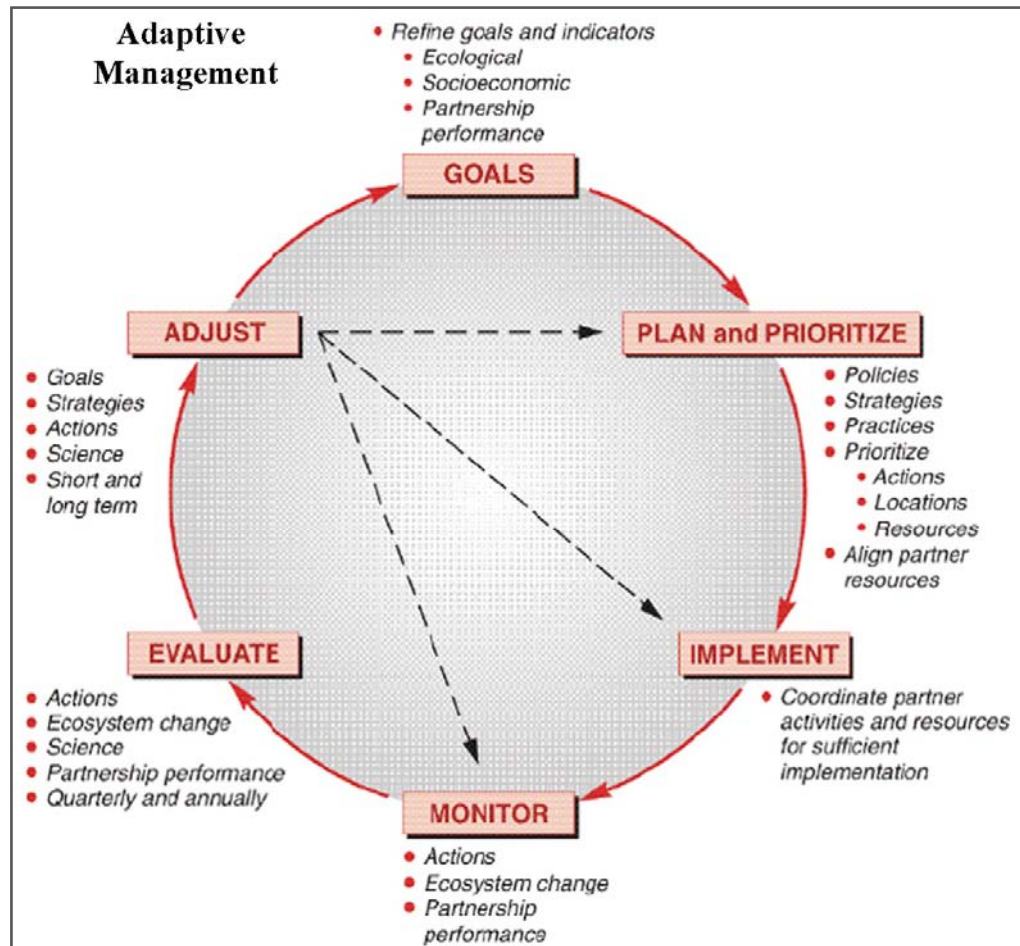 Adaptive
Management
• Refine goals and indicators
• Ecological
• Socioeconomic
• Partnership
performance
GOALS
PLAN and PRIORITIZE
• Policies
• Strategies
• Practices
• Prioritize
• Actions
• Locations
• Resources
• Align partner
resources
IMPLEMENT
• Coordinate partner
activities and resources
for sufficient
implementation
MONITOR
• Actions
• Ecosystem change
• Partnership
performance
EVALUATE
• Actions
• Ecosystem change
• Science
• Partnership performance
• Quarterly and annually
ADJUST
• Goals
• Strategies
• Actions
• Science
• Short and
long term